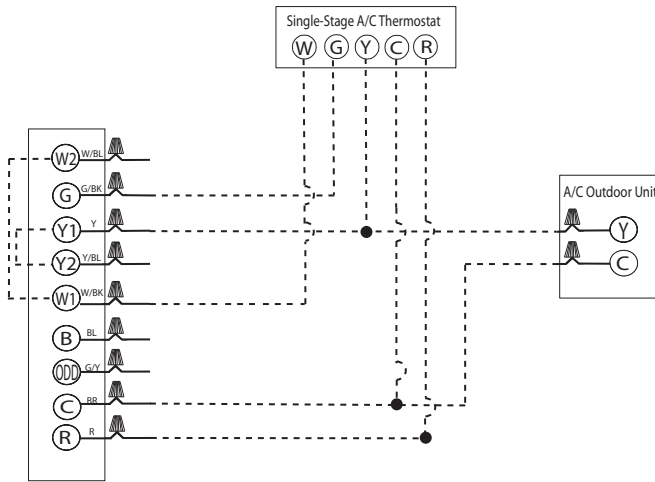 Single-Stage A/C Thermostat
W G Y C R
W2 W/BL
G G/BK
Y1 Y
Y2 Y/BL
W1 W/BK
B BL
ODD G/Y
C BR
R R
A/C Outdoor Unit
Y
C